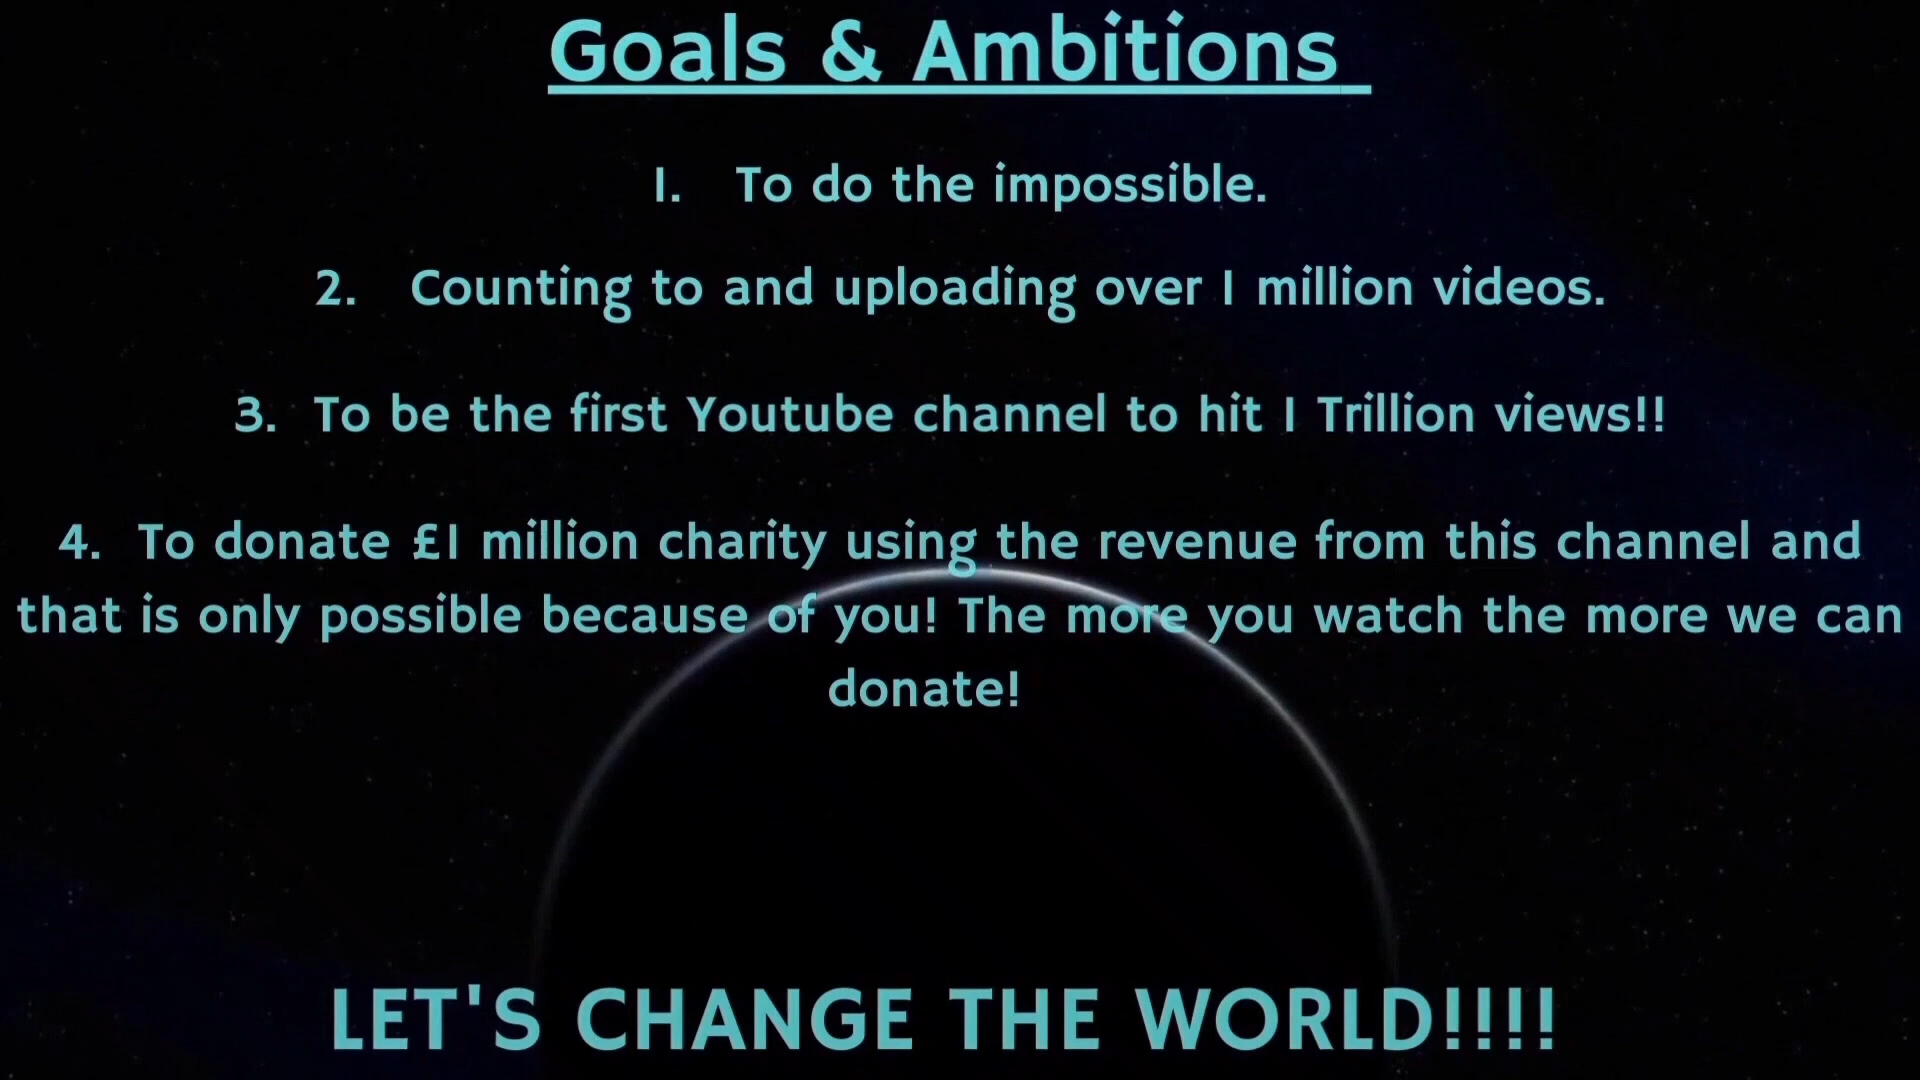 Goals & Ambitions
1. To do the impossible.
2. Counting to and uploading over 1 million videos.
3. To be the first Youtube channel to hit 1 Trillion views!!
4. To donate £1 million charity using the revenue from this channel and
that is only possible because of you! The more you watch the more we can
donate!
LET'S CHANGE THE WORLD!!!!